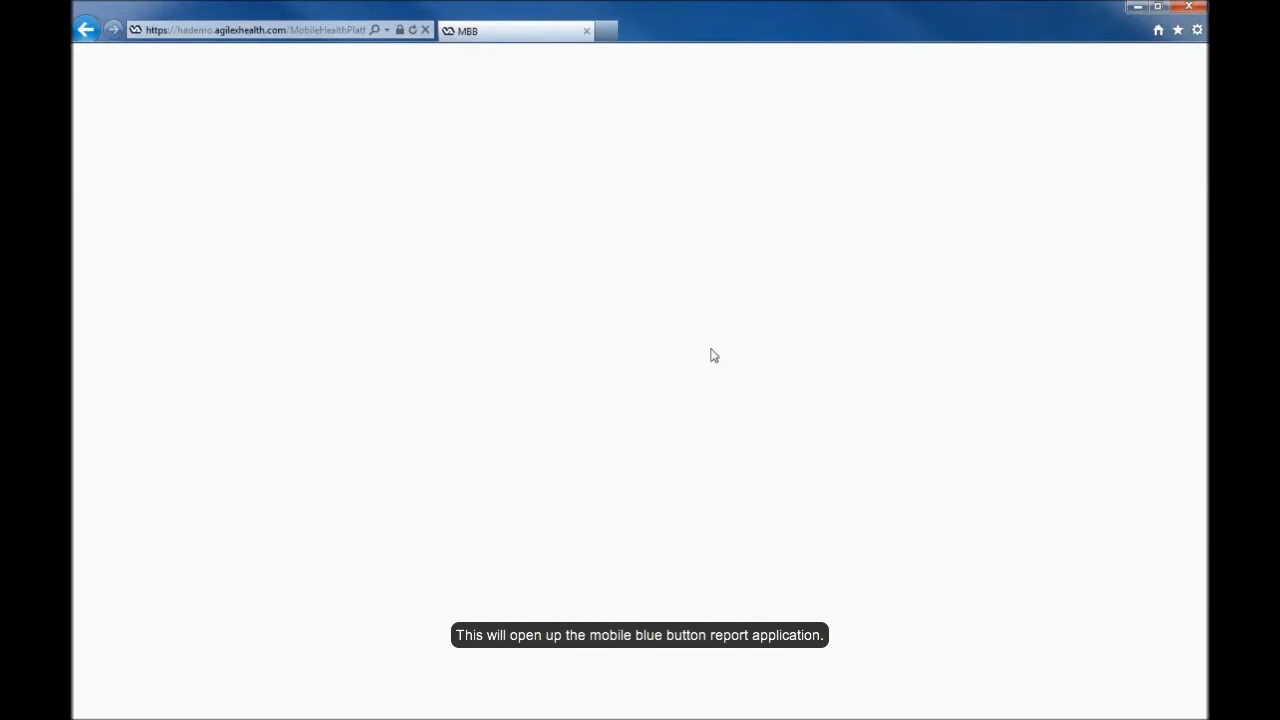 https://hademo.agilexhealth.com/MobileHealthPlatf
MBB
This will open up the mobile blue button report application.